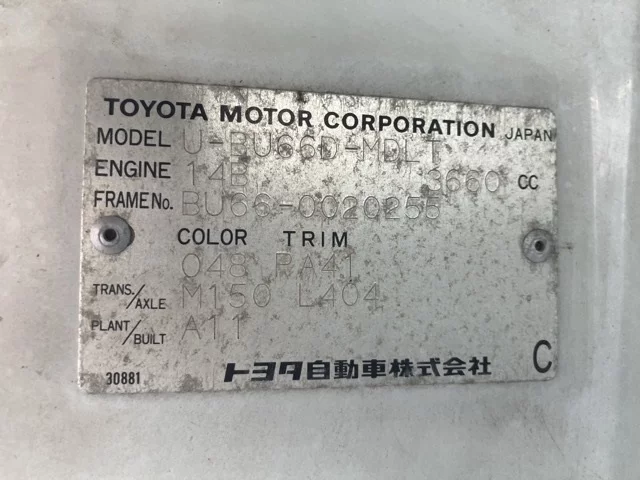 TOYOTA MOTOR CORPORATION JAPAN
MODEL U-BU66D-MDLT
ENGINE 14B 3660 CC
FRAME No. BU66-0020255
COLOR TRIM
048 PA41
TRANS./AXLE M150 L404
PLANT/BUILT A11
30881 トヨタ自動車株式会社 C